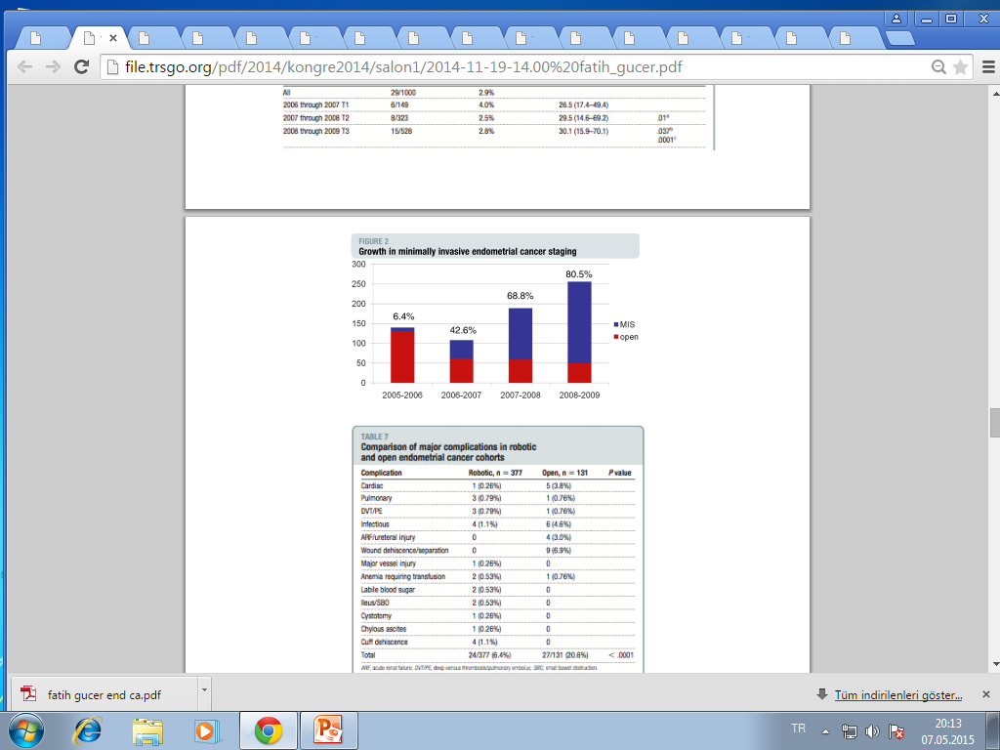 file.trsgo.org/pdf/2014/kongre2014/salon1/2014-11-19-14.00%20fatih_gucer.pdf
All 29/1000 2.9%
2006 through 2007 T1 6/149 4.0% 26.5 (17.4–49.4)
2007 through 2008 T2 8/323 2.5% 29.5 (14.6–69.2) .01a
2008 through 2009 T3 15/528 2.8% 30.1 (15.9–70.1) .037b
.0001c
FIGURE 2
Growth in minimally invasive endometrial cancer staging
300
250
200
150
100
50
0
6.4%
42.6%
68.8%
80.5%
MIS
open
2005-2006 2006-2007 2007-2008 2008-2009
TABLE 7
Comparison of major complications in robotic
and open endometrial cancer cohorts
Complication Robotic, n = 377 Open, n = 131 P value
Cardiac 1 (0.26%) 5 (3.8%)
Pulmonary 3 (0.79%) 1 (0.76%)
DVT/PE 3 (0.79%) 1 (0.76%)
Infectious 4 (1.1%) 6 (4.6%)
ARF/ureteral injury 0 4 (3.0%)
Wound dehiscence/separation 0 9 (6.9%)
Major vessel injury 1 (0.26%) 0
Anemia requiring transfusion 2 (0.53%) 1 (0.76%)
Labile blood sugar 2 (0.53%) 0
Ileus/SBO 2 (0.53%) 0
Cystotomy 1 (0.26%) 0
Chylous ascites 1 (0.26%) 0
Cuff dehiscence 4 (1.1%) 0
Total 24/377 (6.4%) 27/131 (20.6%) < .0001
ARF, acute renal failure; DVT/PE, deep venous thrombosis/pulmonary embolus; SBO, small bowel obstruction.
fatih gucer end ca.pdf
Tüm indirilenleri göster...
TR
20:13
07.05.2015